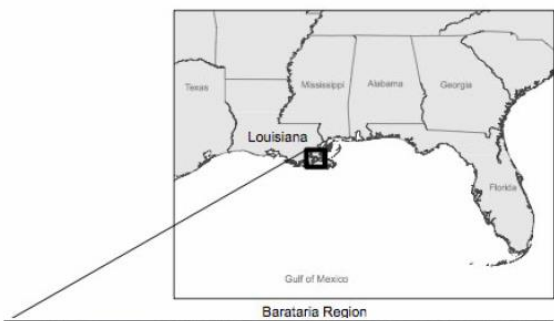 Texas
Mississippi
Alabama
Georgia
Louisiana
Florida
Gulf of Mexico
Barataria Region